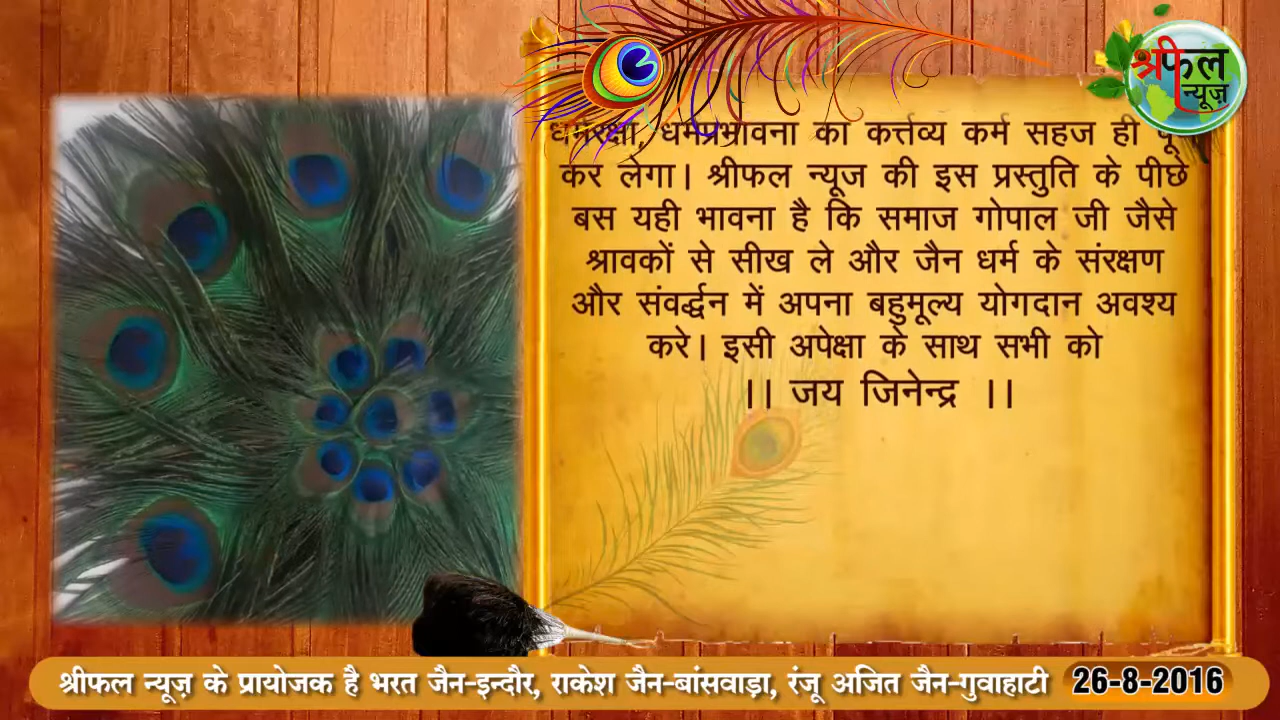 श्रीफल
न्यूज़
धर्मरक्षा, धर्मप्रभावना का कर्त्तव्य कर्म सहज ही
कर लेगा। श्रीफल न्यूज की इस प्रस्तुति के पीछे
बस यही भावना है कि समाज गोपाल जी जैसे
श्रावकों से सीख ले और जैन धर्म के संरक्षण
और संवर्द्धन में अपना बहुमूल्य योगदान अवश्य
करे। इसी अपेक्षा के साथ सभी को
।। जय जिनेन्द्र ।।
श्रीफल न्यूज़ के प्रायोजक है भरत जैन-इन्दौर, राकेश जैन-बांसवाड़ा, रंजू अजित जैन-गुवाहाटी 26-8-2016